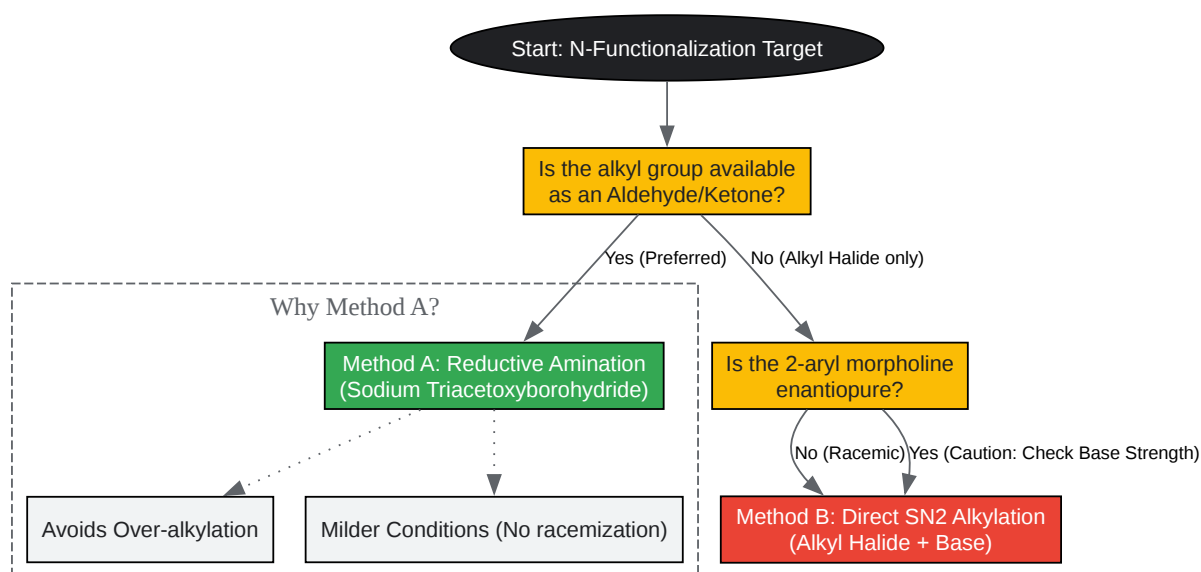 Start: N-Functionalization Target
Is the alkyl group available
as an Aldehyde/Ketone?
Yes (Preferred)
No (Alkyl Halide only)
Why Method A?
Method A: Reductive Amination
(Sodium Triacetoxyborohydride)
Is the 2-aryl morpholine
enantiopure?
No (Racemic)
Yes (Caution: Check Base Strength)
Avoids Over-alkylation
Milder Conditions (No racemization)
Method B: Direct SN2 Alkylation
(Alkyl Halide + Base)